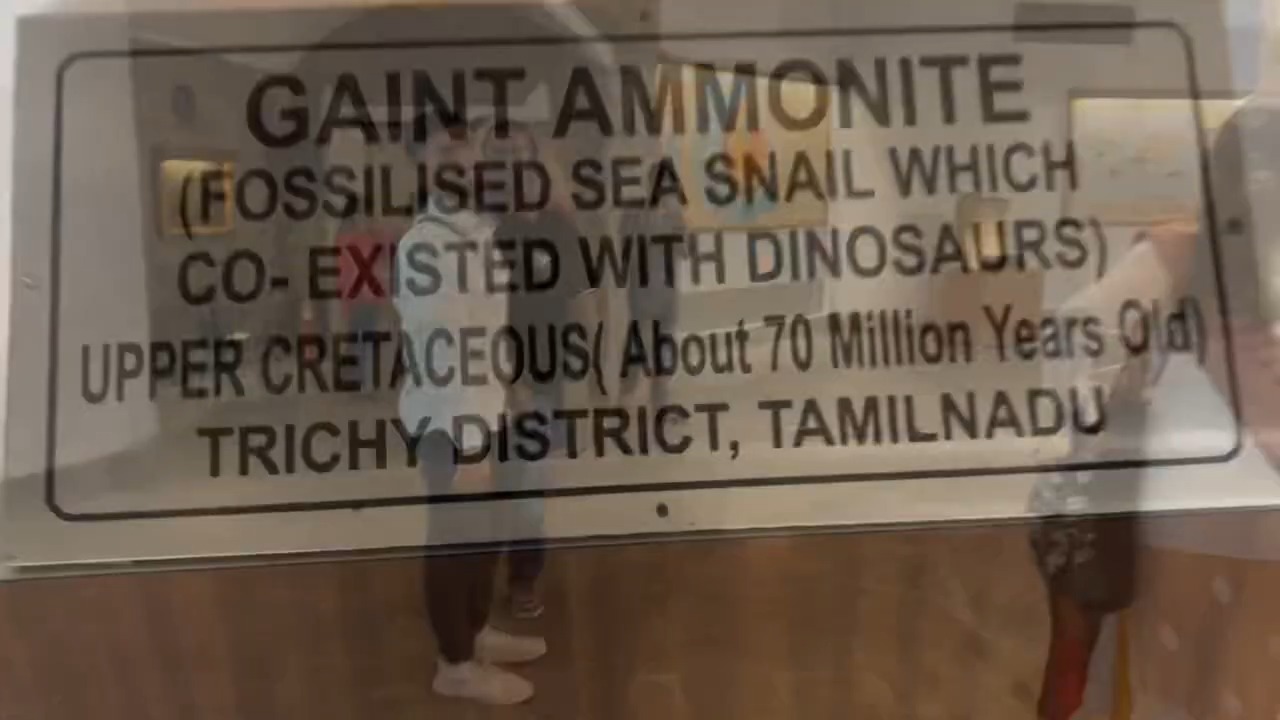 GAINT AMMONITE
(FOSSILISED SEA SNAIL WHICH
CO- EXISTED WITH DINOSAURS)
UPPER CRETACEOUS( About 70 Million Years Old)
TRICHY DISTRICT, TAMILNADU